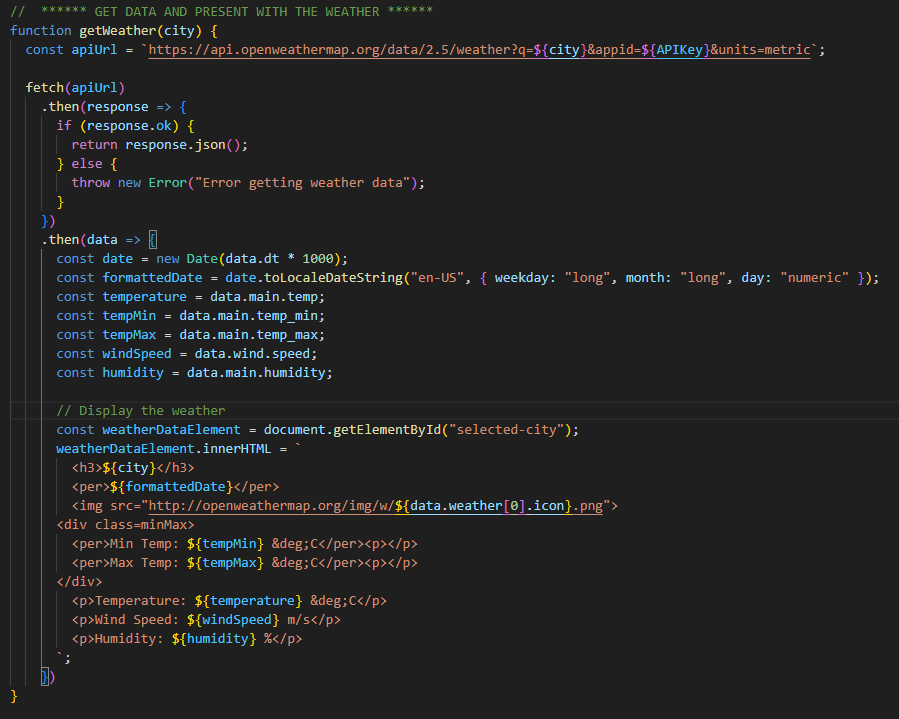 //  ****** GET DATA AND PRESENT WITH THE WEATHER ******
function getWeather(city) {
  const apiUrl = `https://api.openweathermap.org/data/2.5/weather?q=${city}&appid=${APIKey}&units=metric`;

  fetch(apiUrl)
    .then(response => {
      if (response.ok) {
        return response.json();
      } else {
        throw new Error("Error getting weather data");
      }
    })
    .then(data => {
      const date = new Date(data.dt * 1000);
      const formattedDate = date.toLocaleDateString("en-US", { weekday: "long", month: "long", day: "numeric" });
      const temperature = data.main.temp;
      const tempMin = data.main.temp_min;
      const tempMax = data.main.temp_max;
      const windSpeed = data.wind.speed;
      const humidity = data.main.humidity;

      // Display the weather
      const weatherDataElement = document.getElementById("selected-city");
      weatherDataElement.innerHTML = `
        <h3>${city}</h3>
        <per>${formattedDate}</per>
        <img src="http://openweathermap.org/img/w/${data.weather[0].icon}.png">
      <div class=minMax>
        <per>Min Temp: ${tempMin} &deg;C</per><p></p>
        <per>Max Temp: ${tempMax} &deg;C</per><p></p>
      </div>
        <p>Temperature: ${temperature} &deg;C</p>
        <p>Wind Speed: ${windSpeed} m/s</p>
        <p>Humidity: ${humidity} %</p>
      `;
    })
}